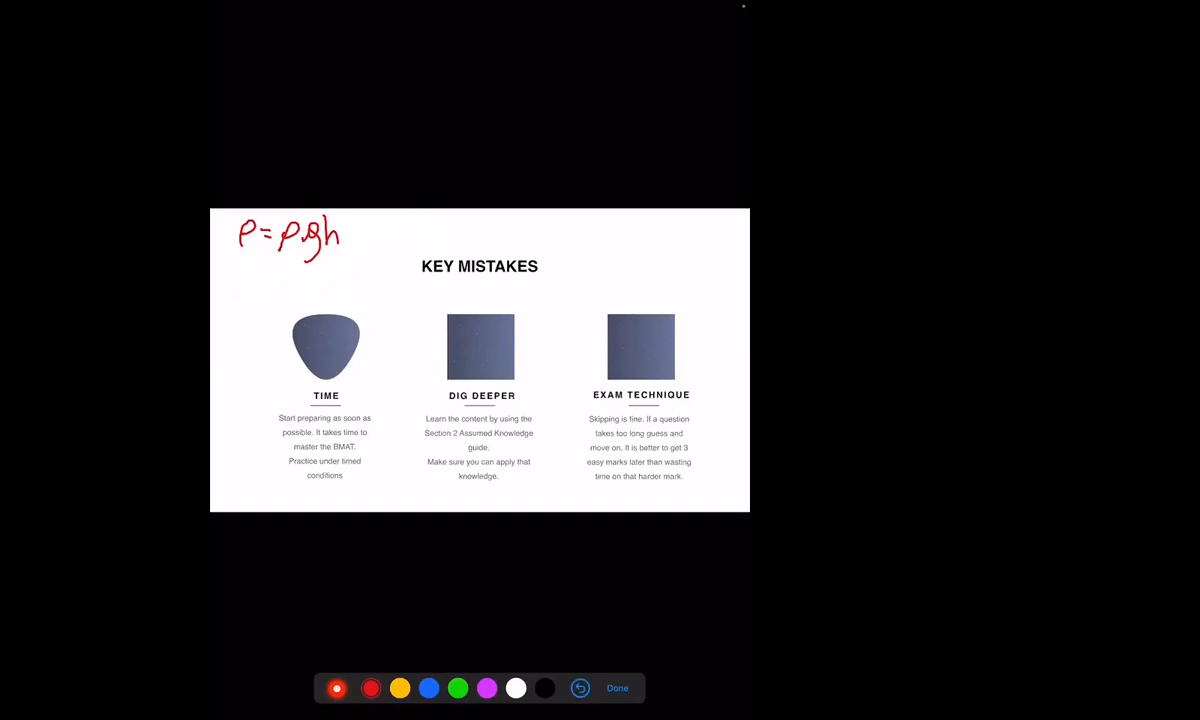 P = ρgh
KEY MISTAKES
TIME
Start preparing as soon as
possible. It takes time to
master the BMAT.
Practice under timed
conditions
DIG DEEPER
Learn the content by using the
Section 2 Assumed Knowledge
guide.
Make sure you can apply that
knowledge.
EXAM TECHNIQUE
Skipping is fine. If a question
takes too long guess and
move on. It is better to get 3
easy marks later than wasting
time on that harder mark.
Done